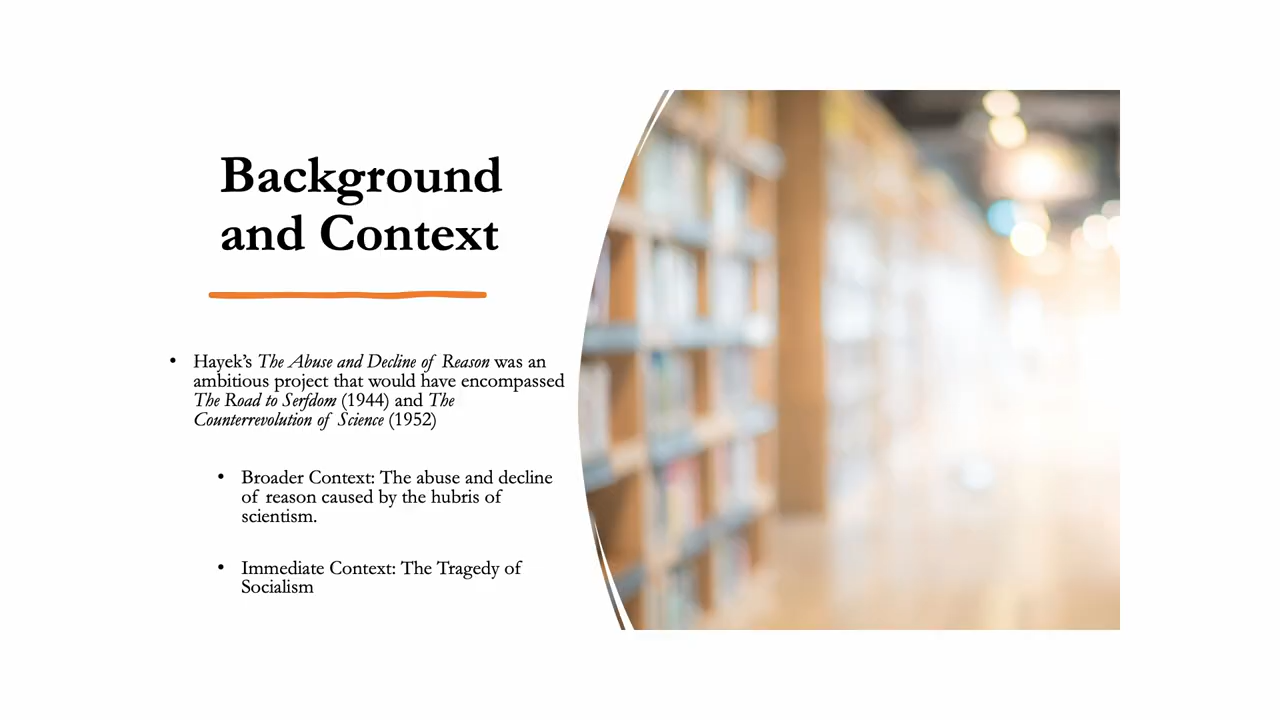 Background
and Context
• Hayek’s The Abuse and Decline of Reason was an
ambitious project that would have encompassed
The Road to Serfdom (1944) and The
Counterrevolution of Science (1952)
• Broader Context: The abuse and decline
of reason caused by the hubris of
scientism.
• Immediate Context: The Tragedy of
Socialism